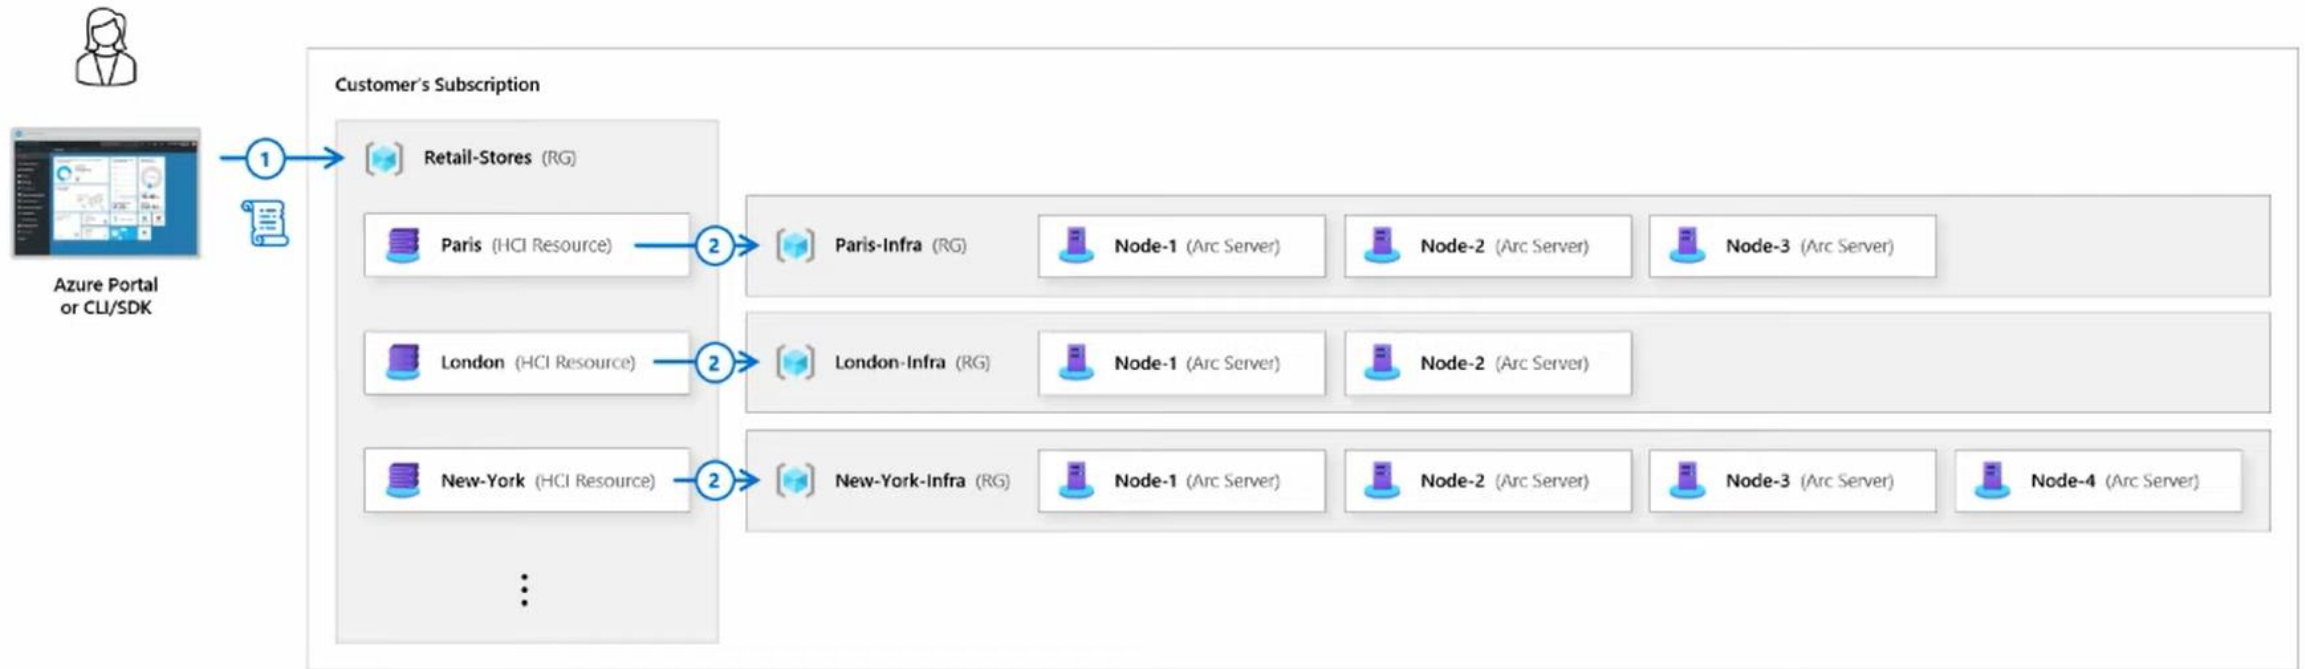 Customer's Subscription
1
Retail-Stores (RG)
Azure Portal
or CLI/SDK
Paris (HCI Resource)
2
Paris-Infra (RG)
Node-1 (Arc Server)
Node-2 (Arc Server)
Node-3 (Arc Server)
London (HCI Resource)
2
London-Infra (RG)
Node-1 (Arc Server)
Node-2 (Arc Server)
New-York (HCI Resource)
2
New-York-Infra (RG)
Node-1 (Arc Server)
Node-2 (Arc Server)
Node-3 (Arc Server)
Node-4 (Arc Server)